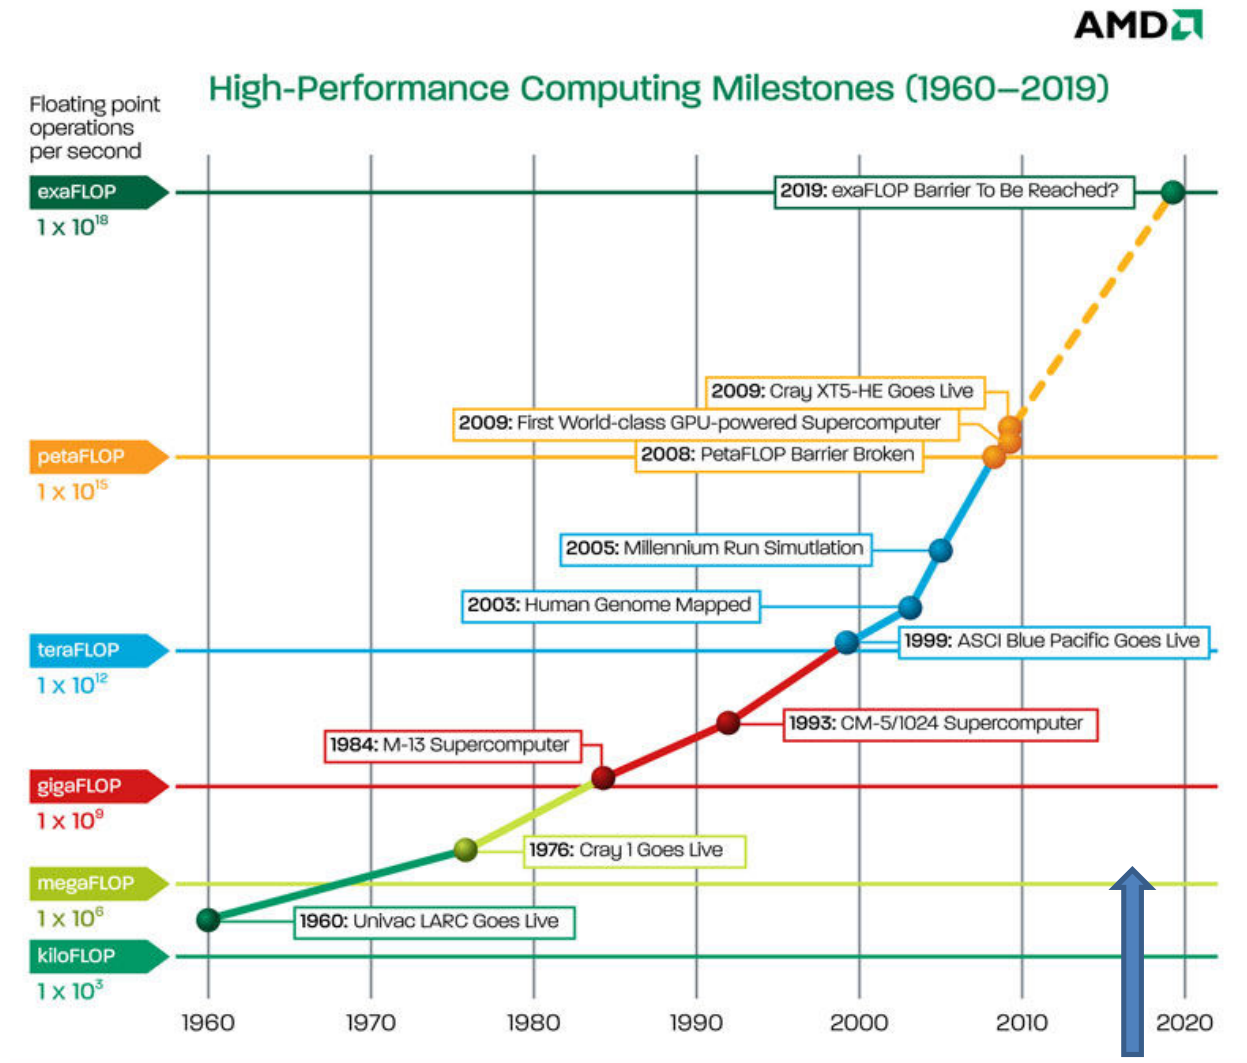 AMD
High-Performance Computing Milestones (1960–2019)
Floating point
operations
per second
exaFLOP
1 x 10¹⁸
2019: exaFLOP Barrier To Be Reached?
2009: Cray XT5-HE Goes Live
2009: First World-class GPU-powered Supercomputer
petaFLOP
2008: PetaFLOP Barrier Broken
1 x 10¹⁵
2005: Millennium Run Simutlation
2003: Human Genome Mapped
teraFLOP
1999: ASCI Blue Pacific Goes Live
1 x 10¹²
1993: CM-5/1024 Supercomputer
1984: M-13 Supercomputer
gigaFLOP
1 x 10⁹
1976: Cray 1 Goes Live
megaFLOP
1 x 10⁶
1960: Univac LARC Goes Live
kiloFLOP
1 x 10³
1960 1970 1980 1990 2000 2010 2020